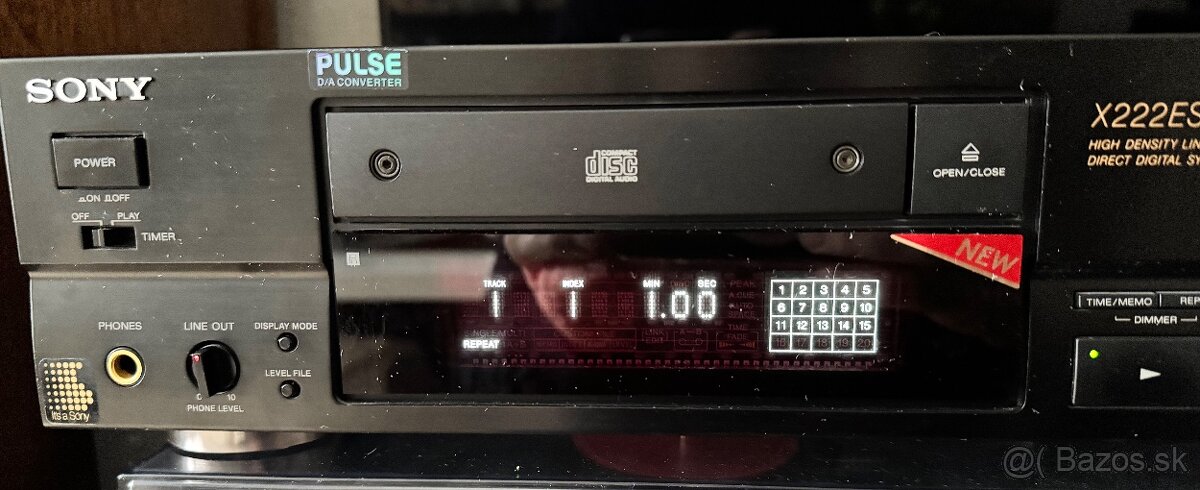 SONY
PULSE
D/A CONVERTER
POWER
ON OFF
OFF PLAY
TIMER
COMPACT
disc
DIGITAL AUDIO
OPEN/CLOSE
X222ES
HIGH DENSITY LIN
DIRECT DIGITAL SY
NEW
TRACK INDEX MIN SEC
1 1 1.00
REPEAT
1 2 3 4 5
6 7 8 9 10
11 12 13 14 15
16 17 18 19 20
PHONES
LINE OUT
DISPLAY MODE
LEVEL FILE
0 10
PHONE LEVEL
It's a Sony
TIME/MEMO REP
DIMMER
@( Bazos.sk